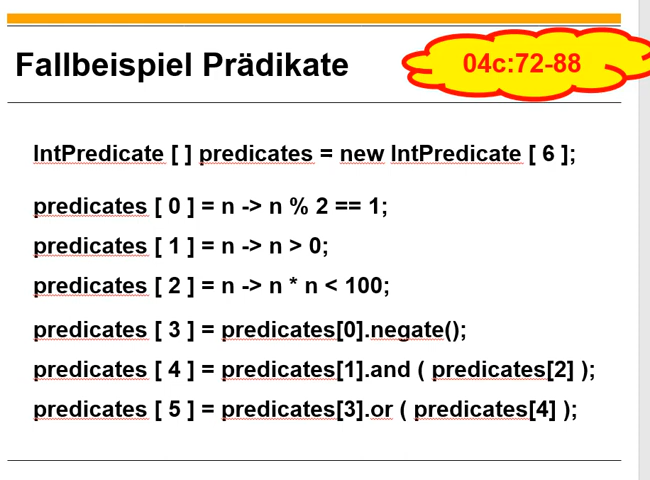 Fallbeispiel Prädikate
04c:72-88
IntPredicate [ ] predicates = new IntPredicate [ 6 ];
predicates [ 0 ] = n -> n % 2 == 1;
predicates [ 1 ] = n -> n > 0;
predicates [ 2 ] = n -> n * n < 100;
predicates [ 3 ] = predicates[0].negate();
predicates [ 4 ] = predicates[1].and ( predicates[2] );
predicates [ 5 ] = predicates[3].or ( predicates[4] );